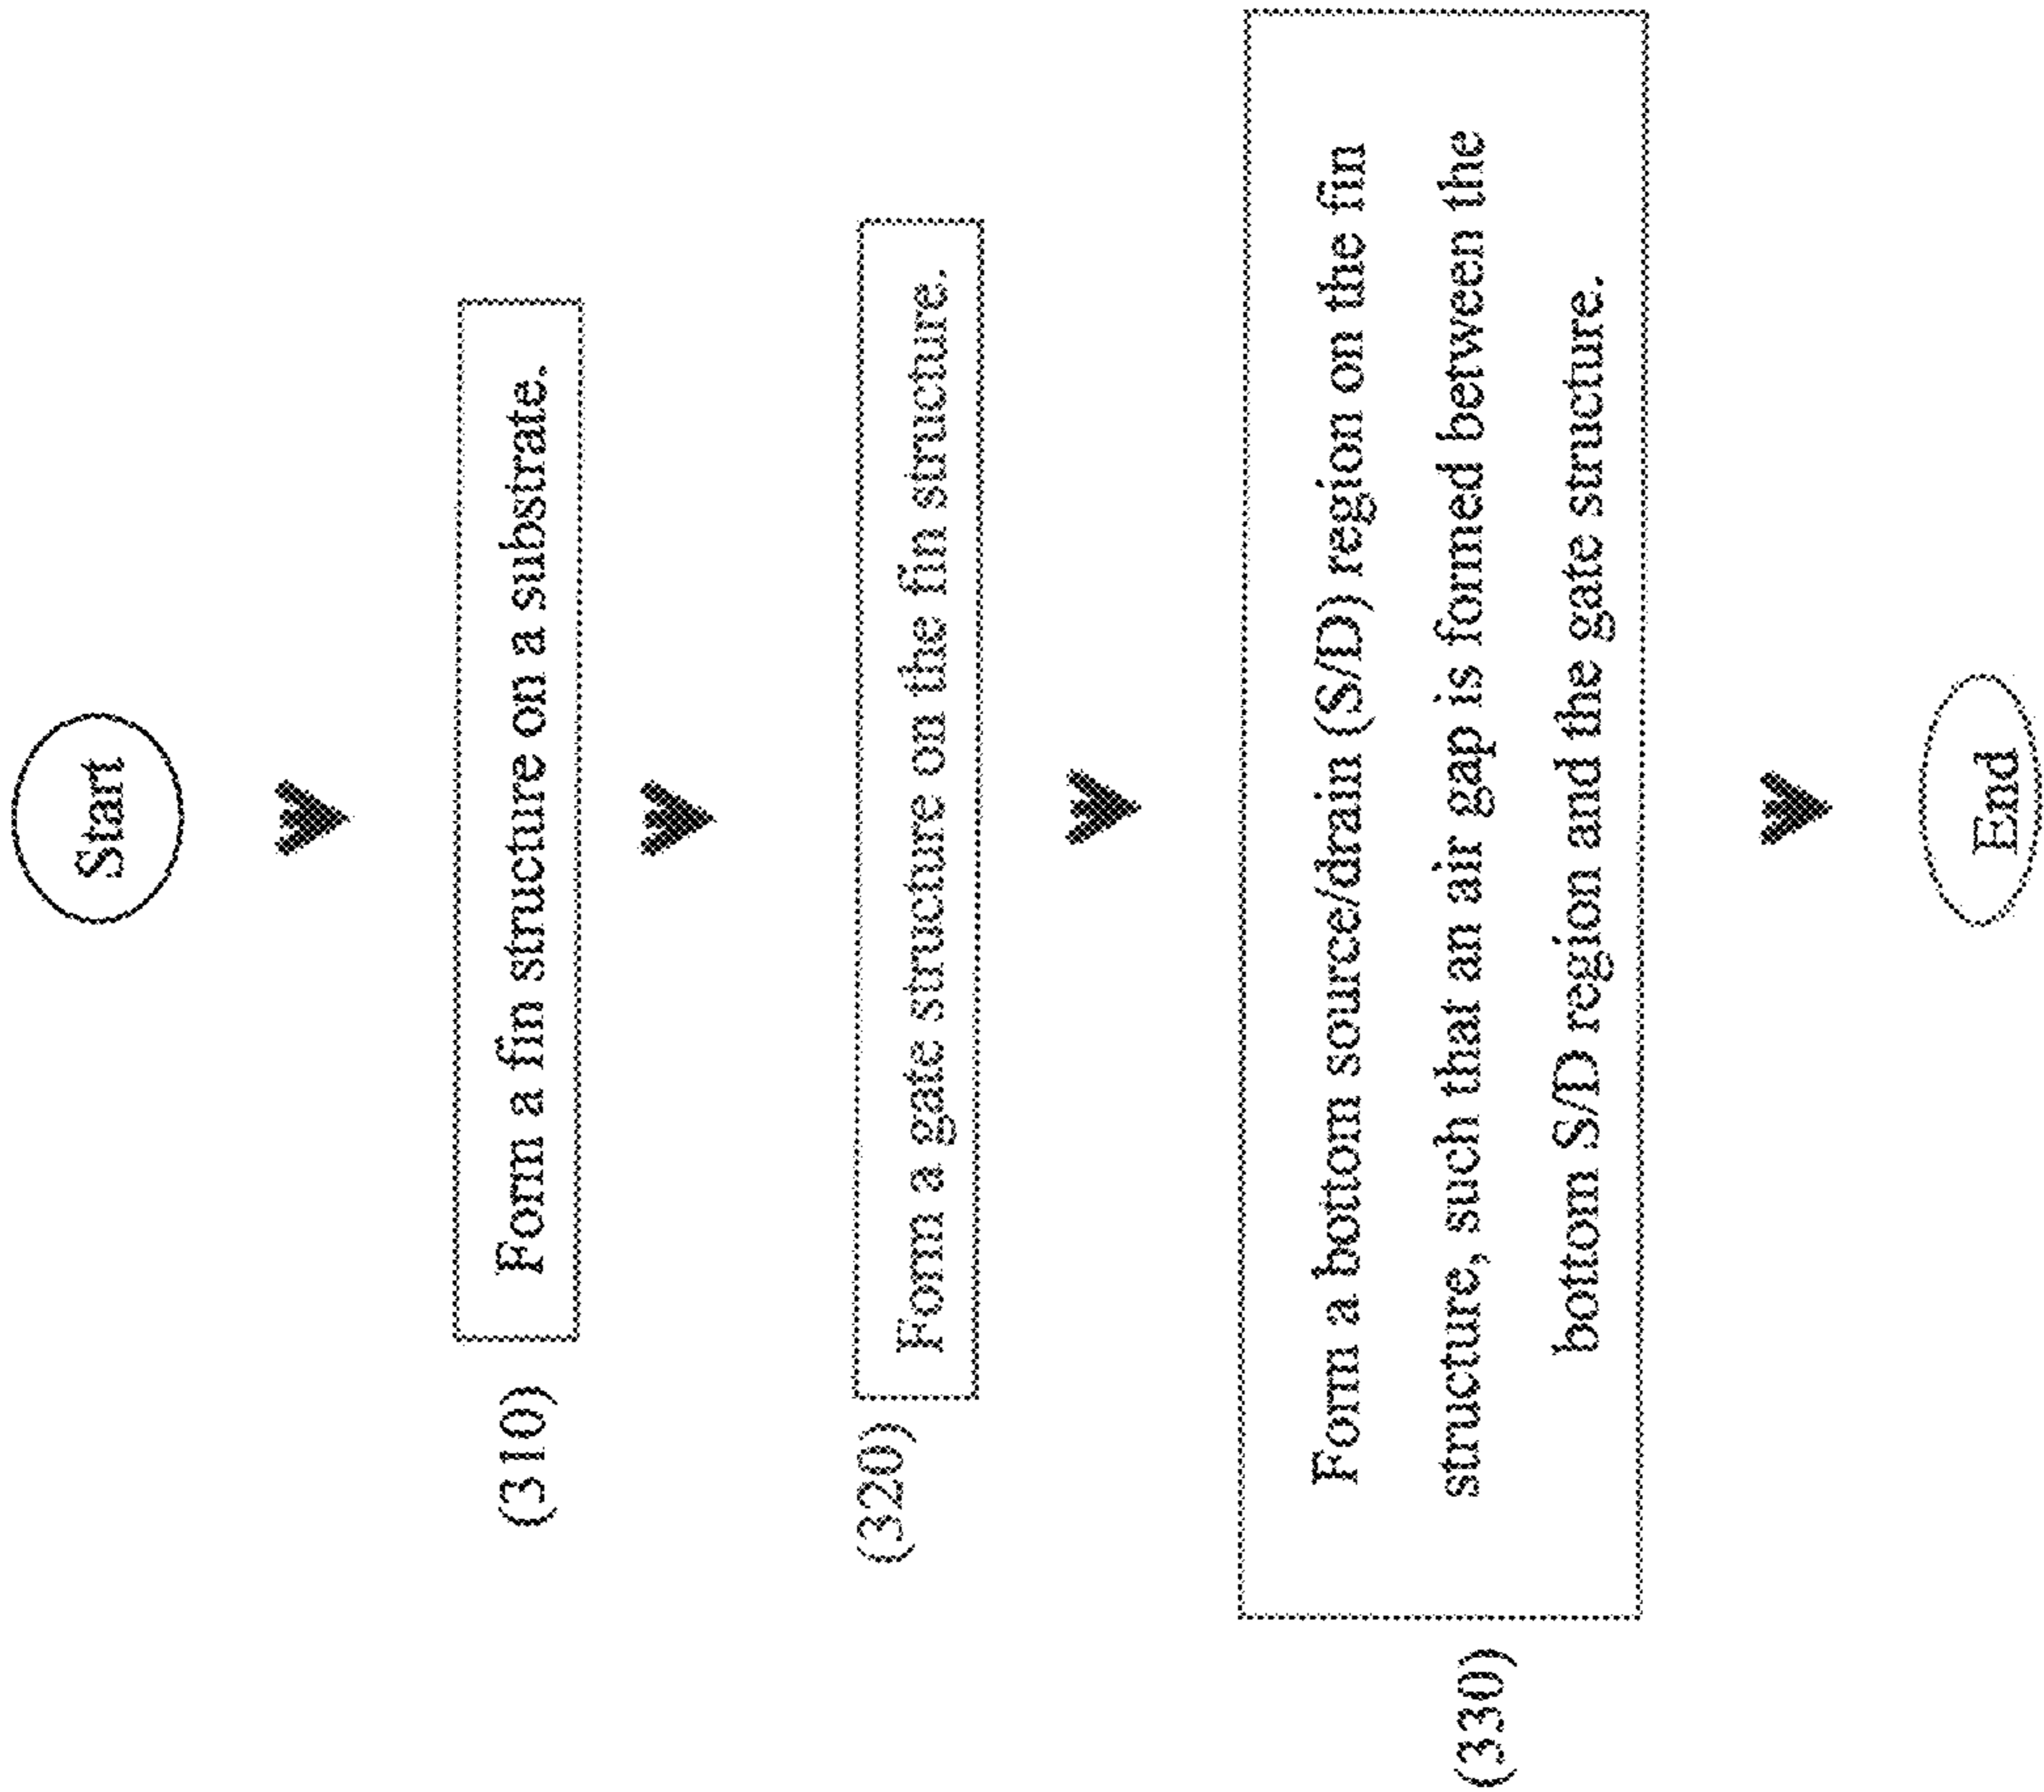 Start
(310)
Form a fin structure on a substrate.
(320)
Form a gate structure on the fin structure.
(330)
Form a bottom source/drain (S/D) region on the fin
structure, such that an air gap is formed between the
bottom S/D region and the gate structure.
End